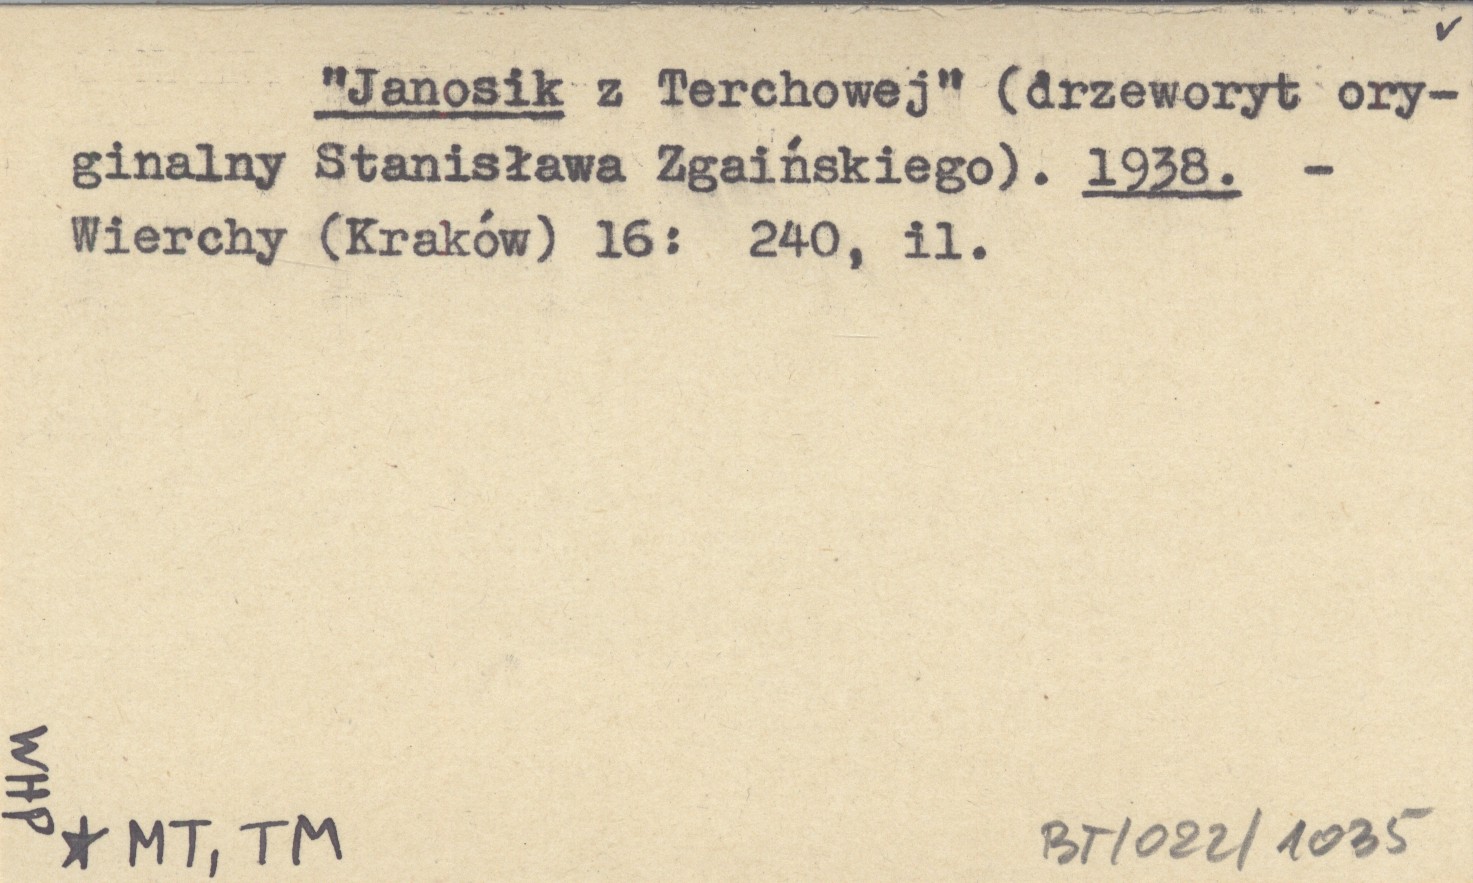 ✓
"Janosik z Terchowej" (drzeworyt ory-
ginalny Stanisława Zgaińskiego). 1938. -
Wierchy (Kraków) 16: 240, il.
WHP
★ MT, TM
BT/022/1035